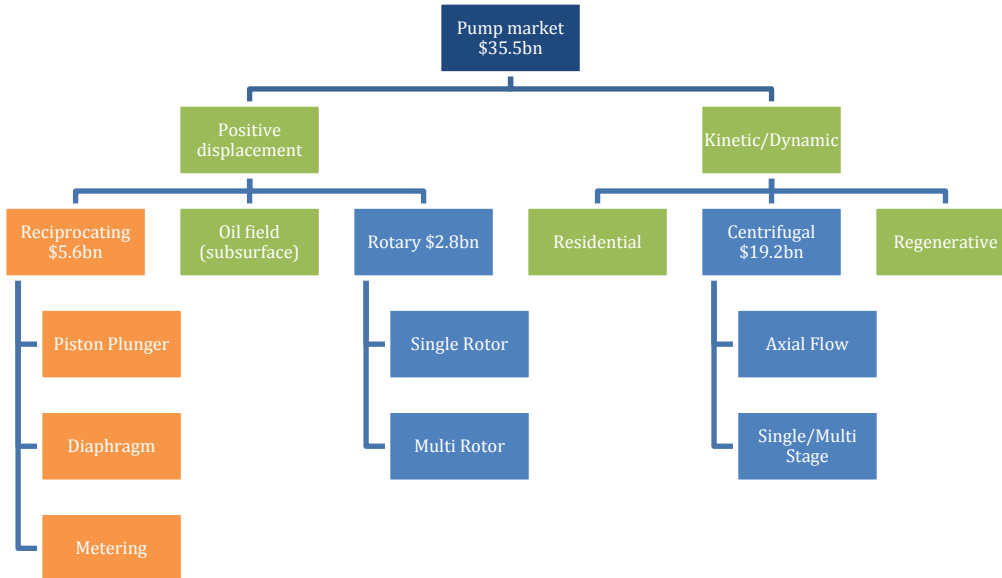 Pump market
$35.5bn
Positive
displacement
Kinetic/Dynamic
Reciprocating
$5.6bn
Oil field
(subsurface)
Rotary $2.8bn
Residential
Centrifugal
$19.2bn
Regenerative
Piston Plunger
Single Rotor
Axial Flow
Diaphragm
Multi Rotor
Single/Multi
Stage
Metering